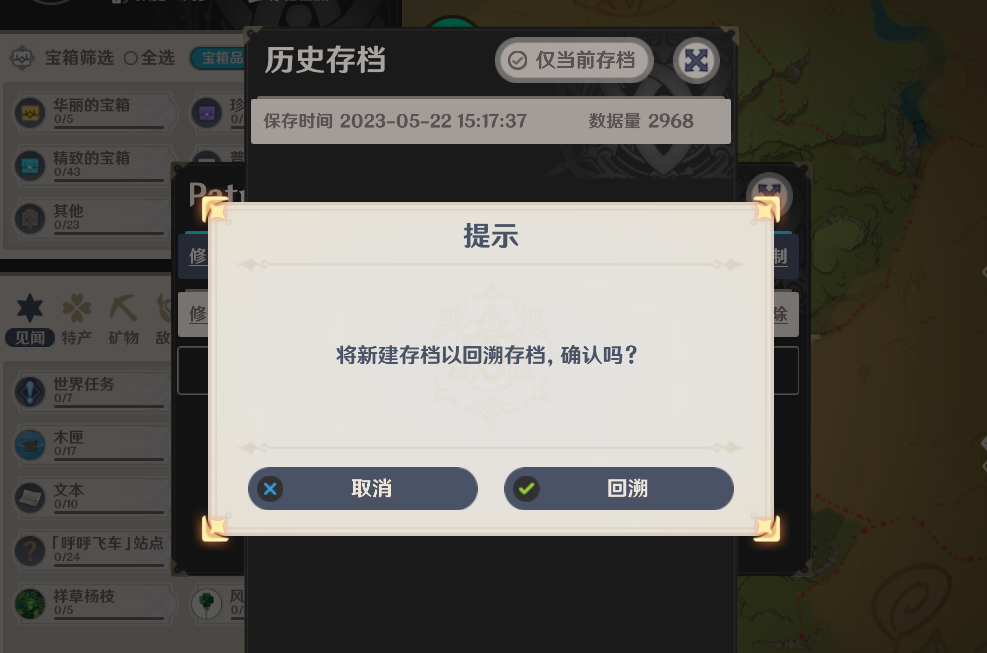 历史存档
仅当前存档
宝箱筛选
全选
宝箱品
保存时间 2023-05-22 15:17:37
数据量 2968
华丽的宝箱
0/5
珍
0/
精致的宝箱
0/43
普
其他
0/23
修
制
提示
见闻
特产
矿物
敌
修
除
将新建存档以回溯存档, 确认吗?
世界任务
0/7
木匣
0/17
取消
回溯
文本
0/10
「呼呼飞车」站点
0/24
祥草杨枝
0/5
风
0/